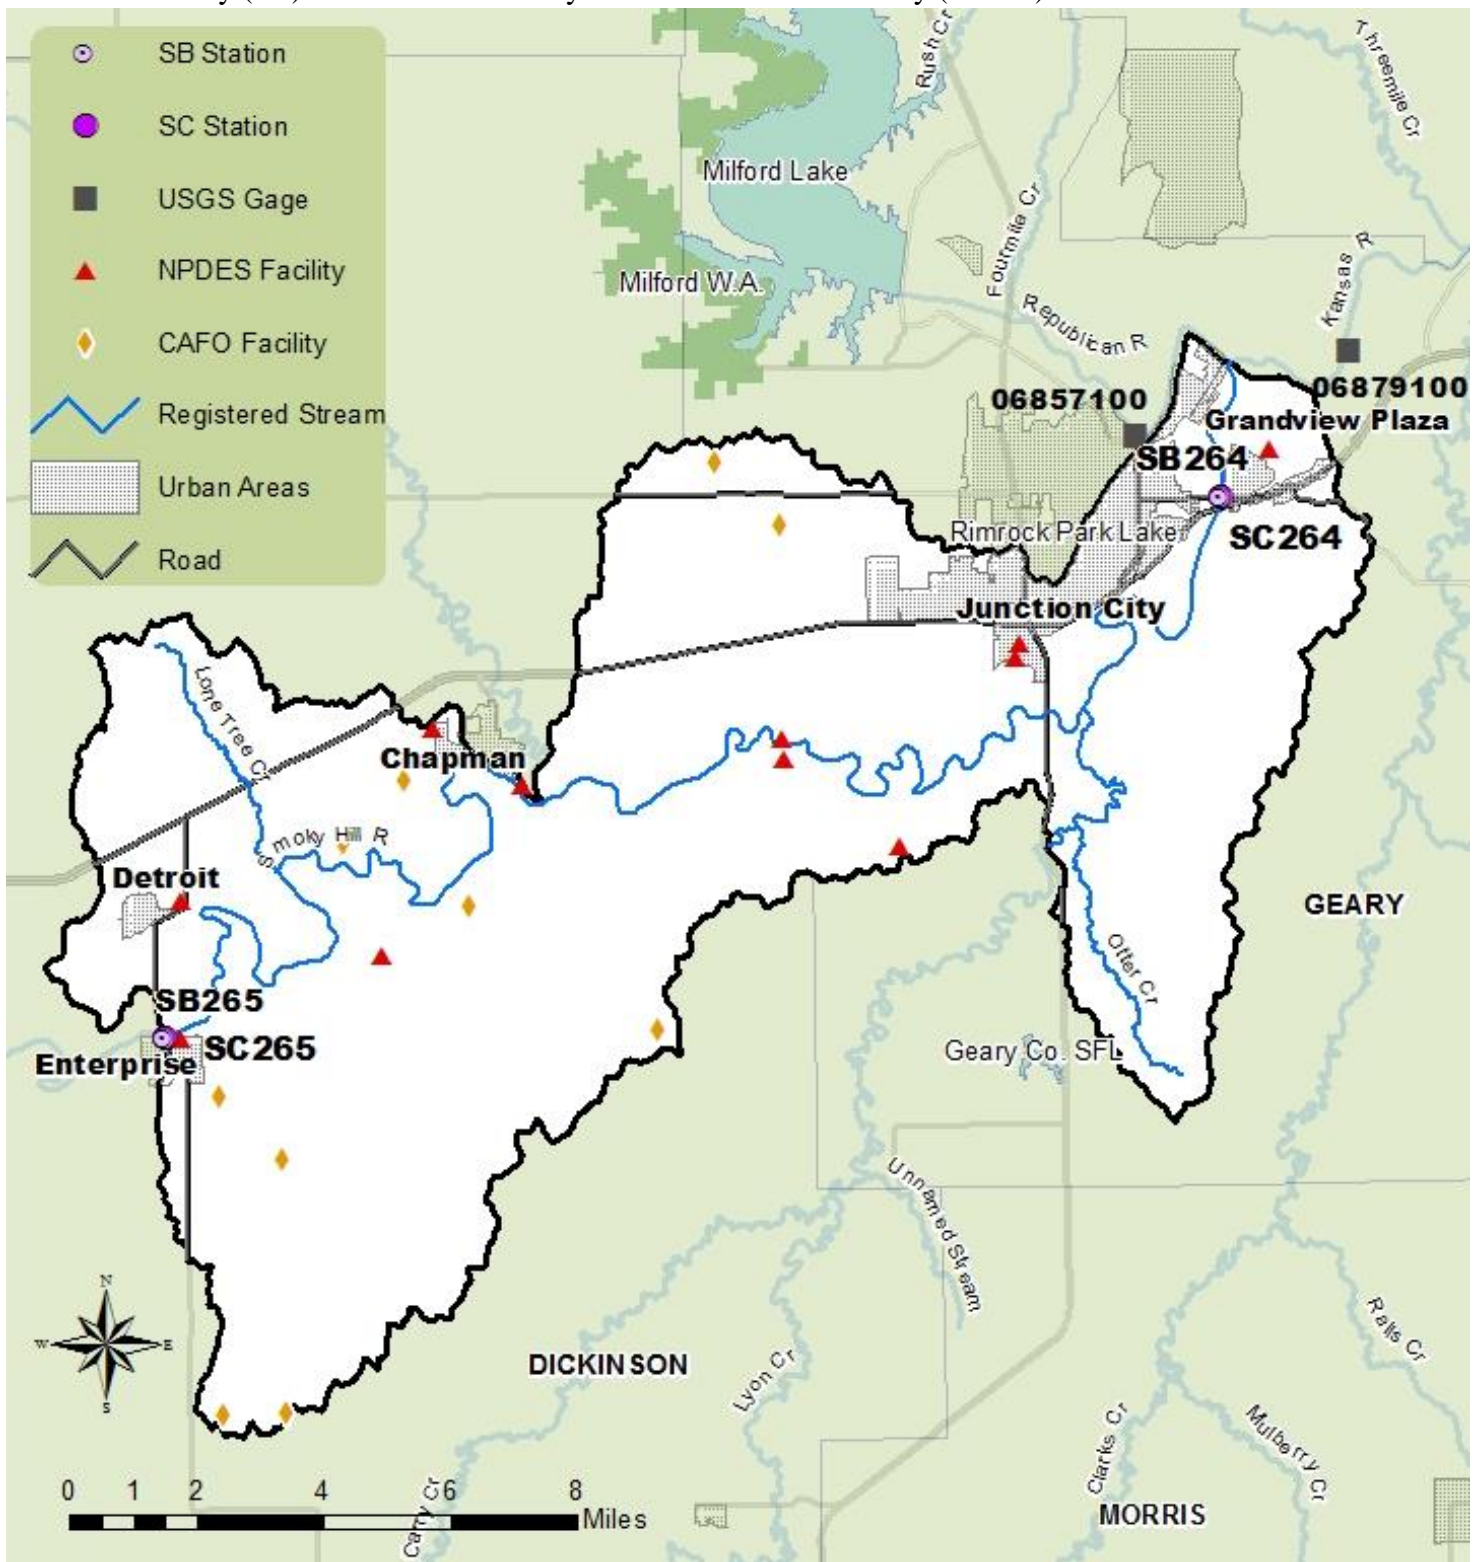 SB Station
SC Station
USGS Gage
NPDES Facility
CAFO Facility
Registered Stream
Urban Areas
Road
Rush Cr
Threemile Cr
Milford Lake
Milford W.A.
Fourmile Cr
Republican R
Kansas R
06857100
06879100
Grandview Plaza
SB264
SC264
Rimrock Park Lake
Junction City
Lone Tree Cr
Chapman
Smoky Hill R
Detroit
GEARY
Otter Cr
SB265
SC265
Enterprise
Geary Co. SFL
Unnamed Stream
N
W
E
S
DICKINSON
Lyon Cr
Ralls Cr
Clarks Cr
Mulberry Cr
Carry Cr
MORRIS
0 1 2 4 6 8
Miles